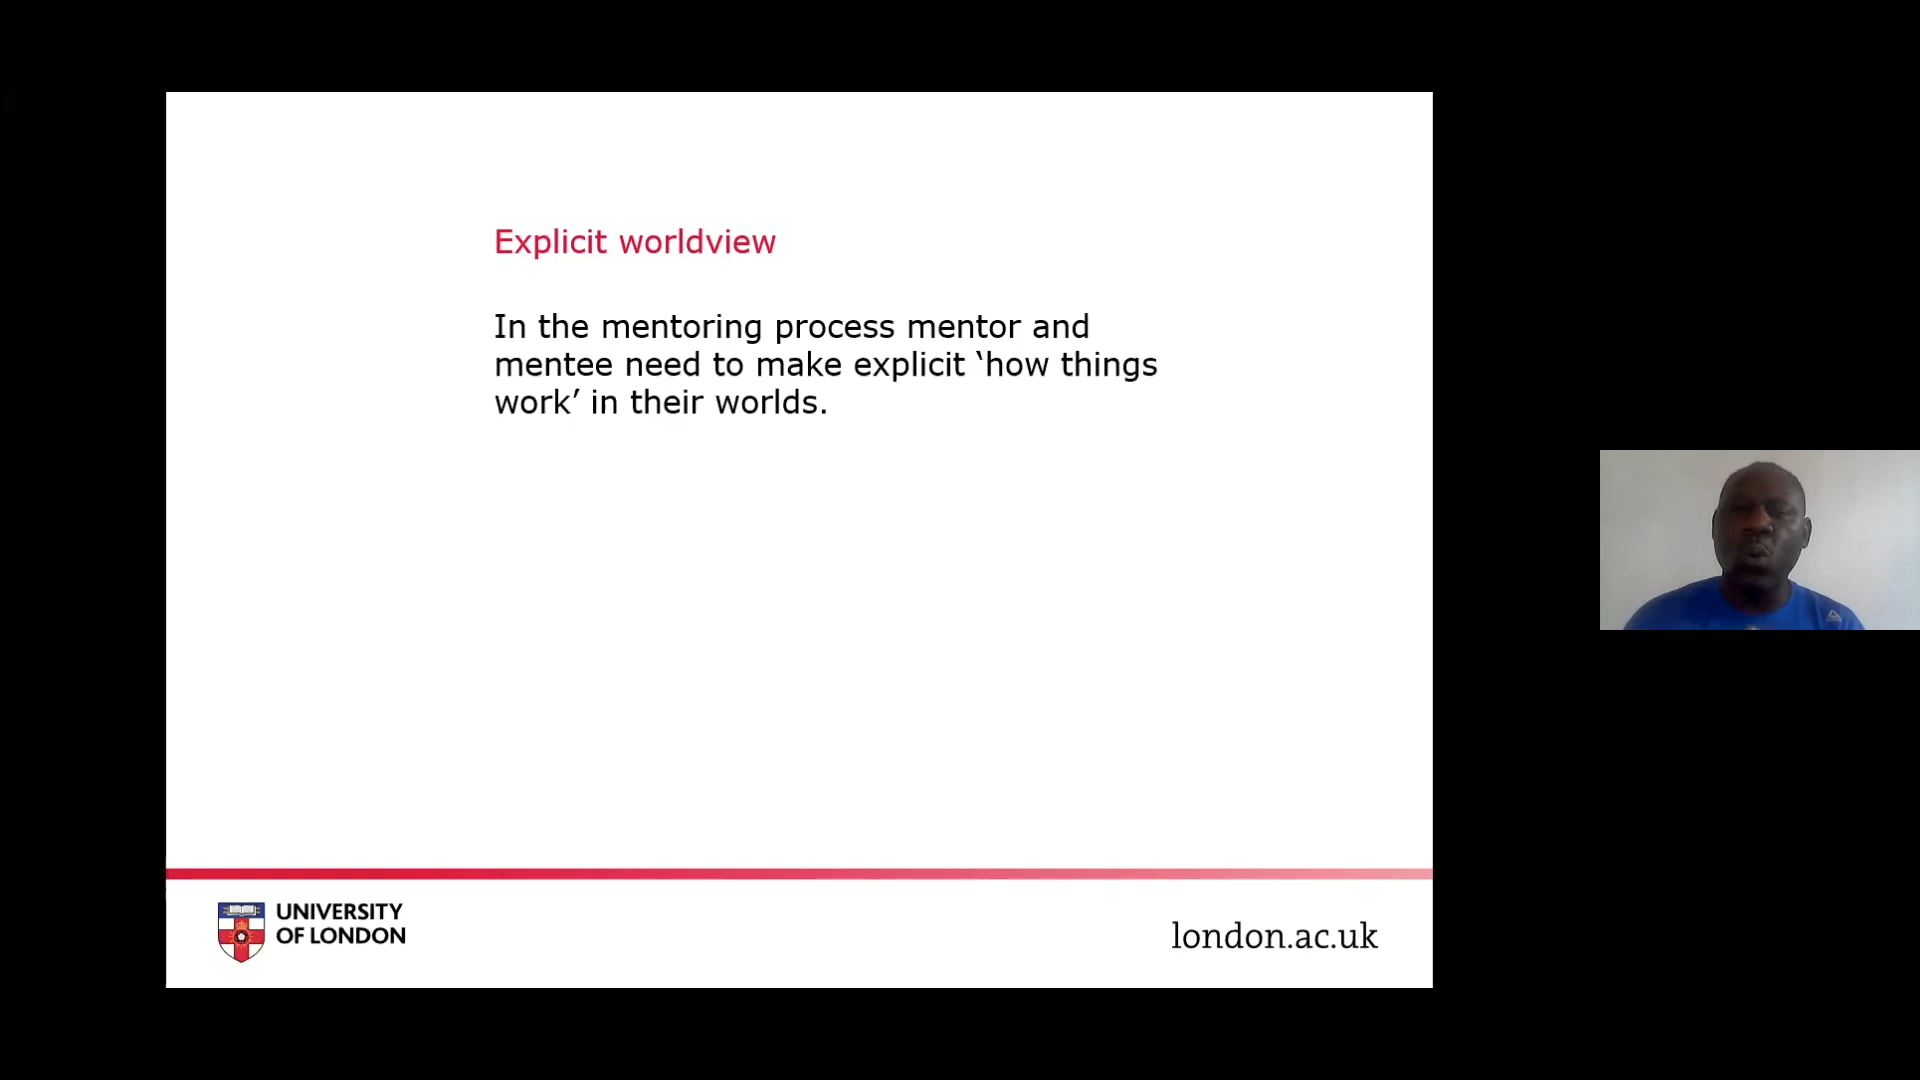 Explicit worldview
In the mentoring process mentor and
mentee need to make explicit ‘how things
work’ in their worlds.
UNIVERSITY
OF LONDON
london.ac.uk